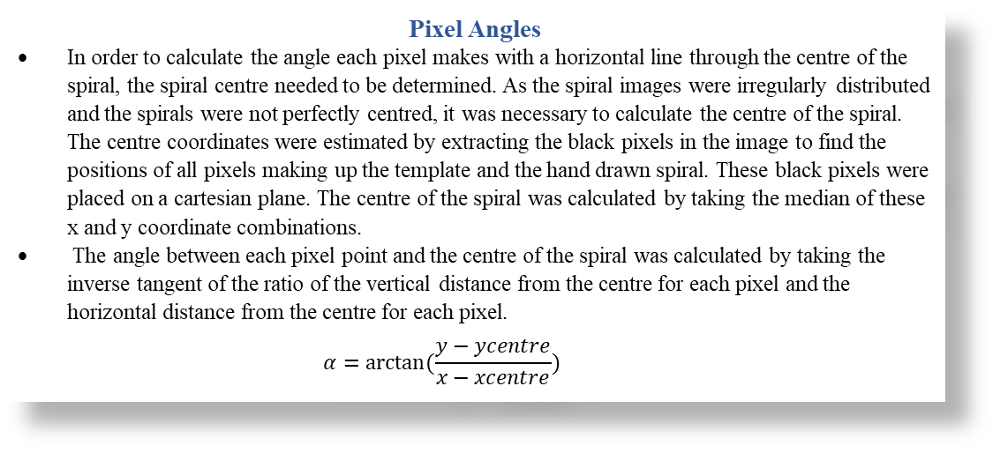 Pixel Angles
• In order to calculate the angle each pixel makes with a horizontal line through the centre of the
spiral, the spiral centre needed to be determined. As the spiral images were irregularly distributed
and the spirals were not perfectly centred, it was necessary to calculate the centre of the spiral.
The centre coordinates were estimated by extracting the black pixels in the image to find the
positions of all pixels making up the template and the hand drawn spiral. These black pixels were
placed on a cartesian plane. The centre of the spiral was calculated by taking the median of these
x and y coordinate combinations.
• The angle between each pixel point and the centre of the spiral was calculated by taking the
inverse tangent of the ratio of the vertical distance from the centre for each pixel and the
horizontal distance from the centre for each pixel.
α = arctan(\frac{y − ycentre}{x − xcentre})